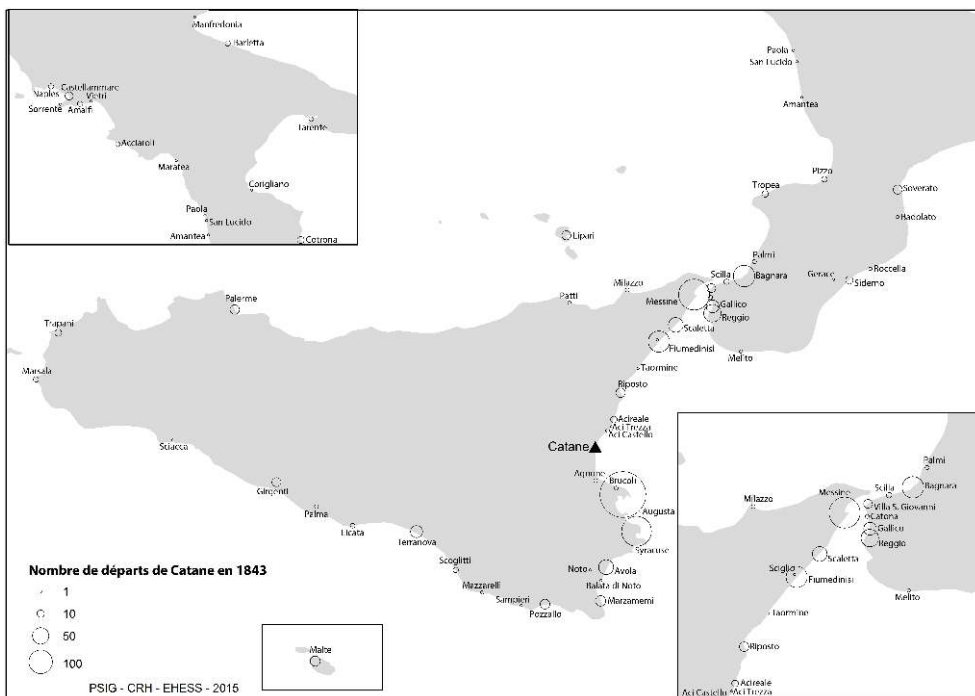 Manfredonia
Barletta
Castellammare
Naples
Vietri
Sorrente
Amalfi
Tarente
Acciaroli
Maratea
Corigliano
Paola
San Lucido
Amantea
Cotrona
Paola
San Lucido
Amantea
Pizzo
Tropea
Soverato
Badolato
Lipari
Palmi
Scilla
Bagnara
Roccella
Gerace
Siderno
Milazzo
Patti
Messine
Gallico
Reggio
Palerme
Trapani
Scaletta
Fiumedinisi
Melito
Taormine
Marsala
Riposto
Acireale
Aci Trezza
Aci Castello
Catane
Sciacca
Agnone
Brucoli
Girgenti
Augusta
Palma
Licata
Terranova
Syracuse
Scoglitti
Noto
Avola
Balata di Noto
Mazzarelli
Sampieri
Pozzallo
Marzamemi
Palmi
Messine
Scilla
Bagnara
Milazzo
Villa S. Giovanni
Catona
Gallico
Reggio
Scaletta
Sciglio
Fiumedinisi
Melito
Taormine
Riposto
Acireale
Aci Castello
Aci Trezza
Nombre de départs de Catane en 1843
1
10
50
100
Malte
PSIG - CRH - EHESS - 2015